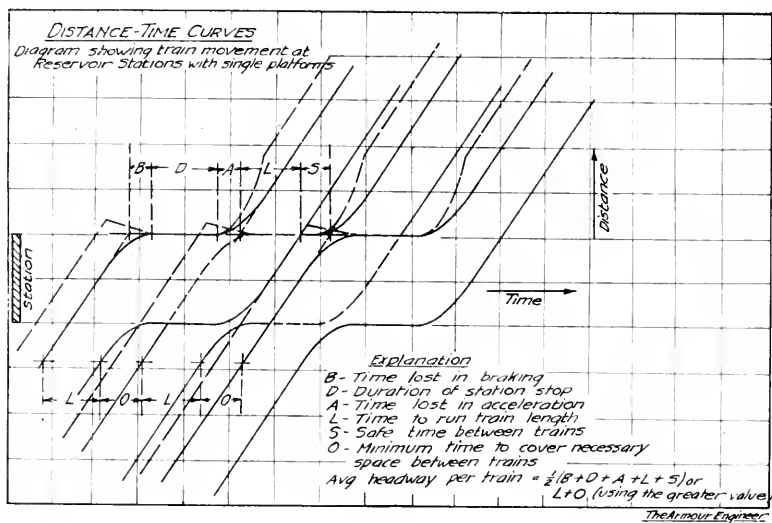 DISTANCE-TIME CURVES
Diagram showing train movement at
Reservoir Stations with single platforms
B D A L S
Distance
Station
Time
L O L O
Explanation
B - Time lost in braking
D - Duration of station stop
A - Time lost in acceleration
L - Time to run train length
S - Safe time between trains
O - Minimum time to cover necessary
space between trains
Avg headway per train = ½(B+D+A+L+S) or
L+O, (using the greater value)
The Armour Engineer